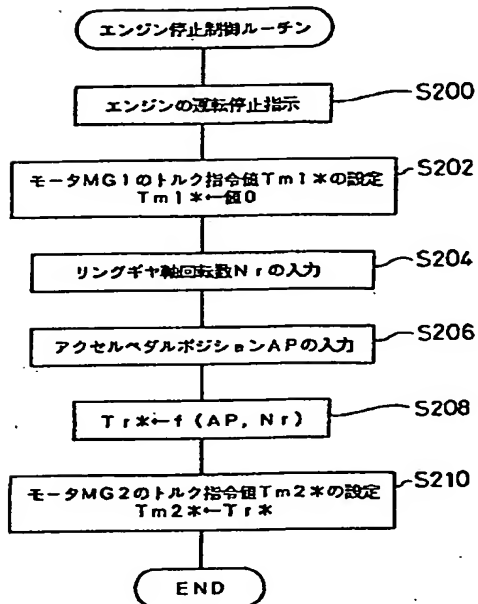 エンジン停止制御ルーチン
エンジンの運転停止指示
S200
モータMG1のトルク指令値Tm1*の設定
Tm1*←値0
S202
リングギヤ軸回転数Nrの入力
S204
アクセルペダルポジションAPの入力
S206
Tr*←f(AP,Nr)
S208
モータMG2のトルク指令値Tm2*の設定
Tm2*←Tr*
S210
END